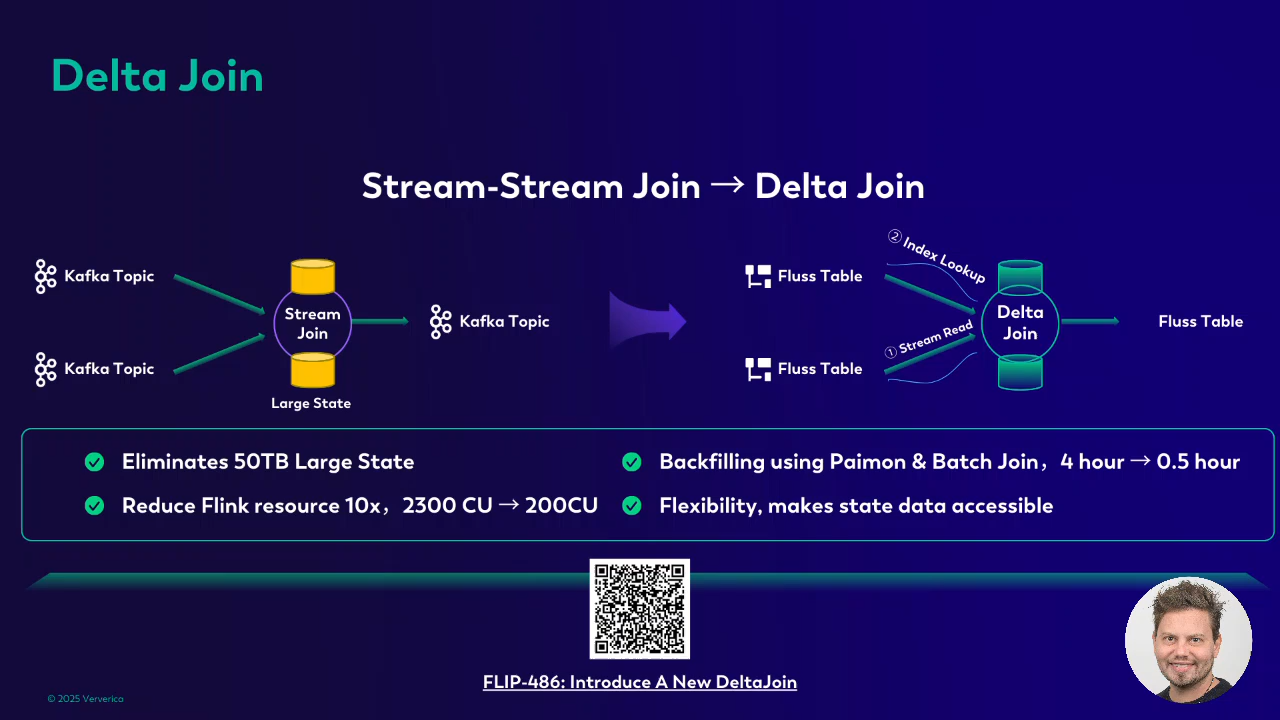 Delta Join
Stream-Stream Join → Delta Join
Kafka Topic
Kafka Topic
Stream
Join
Large State
Kafka Topic
Fluss Table
Fluss Table
② Index Lookup
① Stream Read
Delta
Join
Fluss Table
Eliminates 50TB Large State
Reduce Flink resource 10x，2300 CU → 200CU
Backfilling using Paimon & Batch Join，4 hour → 0.5 hour
Flexibility, makes state data accessible
FLIP-486: Introduce A New DeltaJoin
© 2025 Ververica